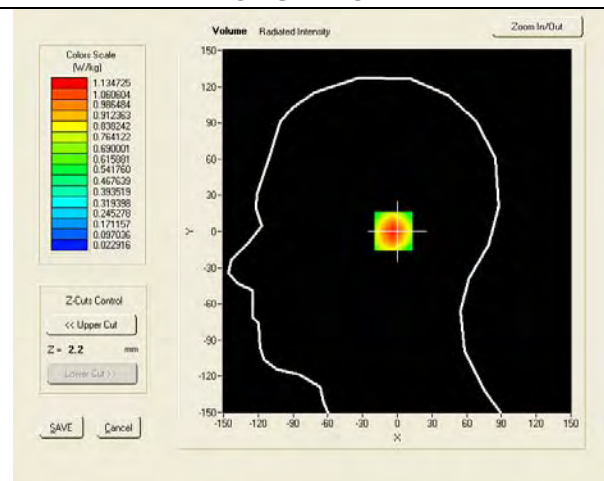 Volume Radiated Intensity
Zoom In/Out
Colors Scale
(W/kg)
1.134725
1.060604
0.986484
0.912363
0.838242
0.764122
0.690001
0.615881
0.541760
0.467639
0.393519
0.319398
0.245278
0.171157
0.097036
0.022916
Z-Cuts Control
<< Upper Cut
Z = 2.2 mm
Lower Cut >>
SAVE Cancel
150
120
90
60
30
0
-30
-60
-90
-120
-150
Y
-150 -120 -90 -60 -30 0 30 60 90 120 150
X